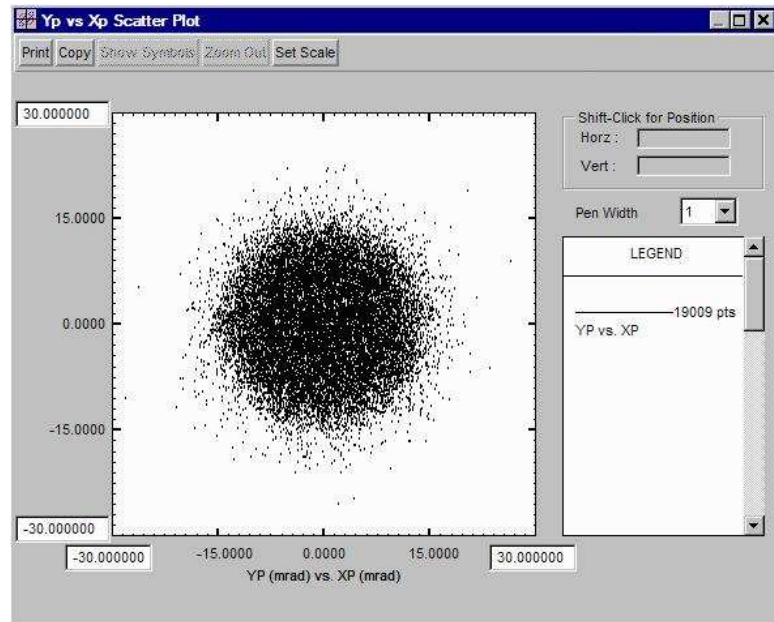 Yp vs Xp Scatter Plot
Print Copy Show Symbols Zoom Out Set Scale
30.000000
15.0000
0.0000
-15.0000
-30.000000
-30.000000 -15.0000 0.0000 15.0000 30.000000
YP (mrad) vs. XP (mrad)
Shift-Click for Position
Horz :
Vert :
Pen Width 1
LEGEND
19009 pts
YP vs. XP